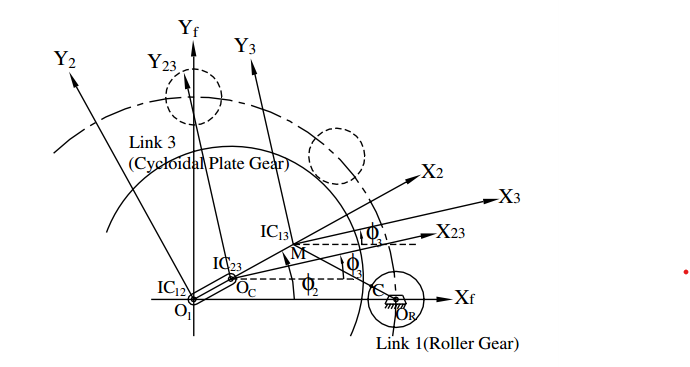 Yf
Y3
Y2
Y23
Link 3
(Cycloidal Plate Gear)
X2
X3
IC13
ϕ3
X23
M
IC23
ϕ3
IC12
OC
ϕ2
C
Xf
O1
OR
Link 1(Roller Gear)